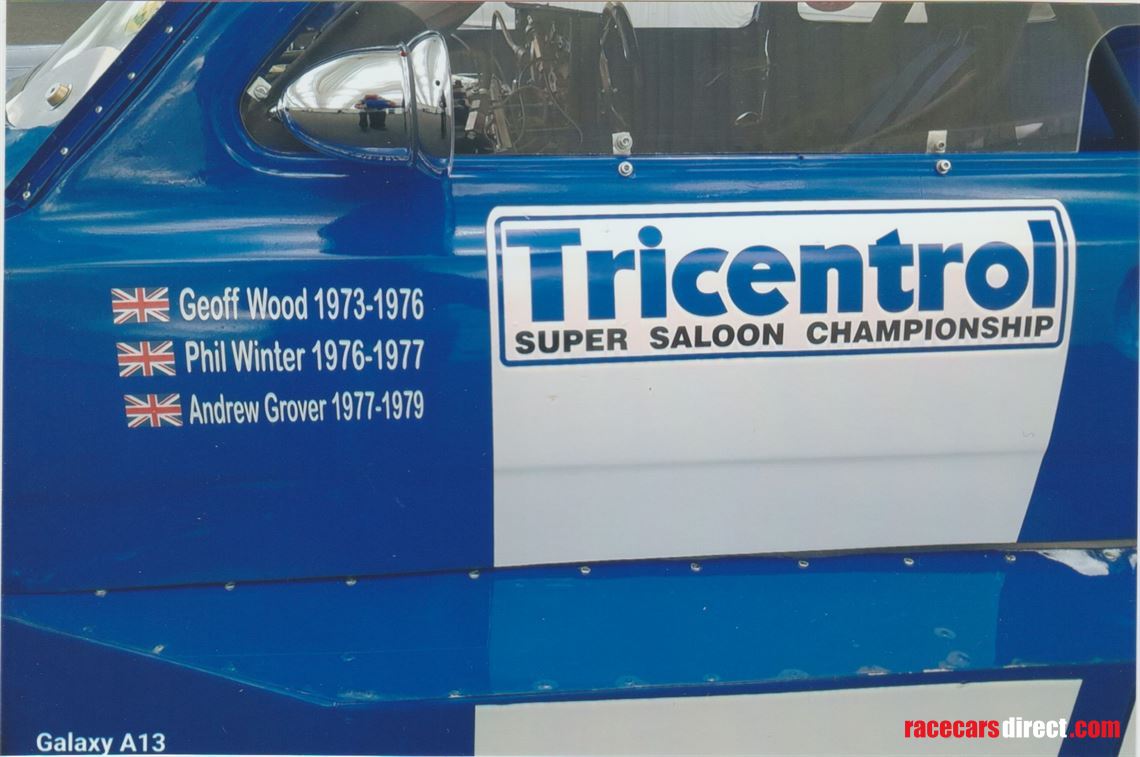 Geoff Wood 1973-1976
Phil Winter 1976-1977
Andrew Grover 1977-1979
Tricentrol
SUPER SALOON CHAMPIONSHIP
Galaxy A13
racecarsdirect.com